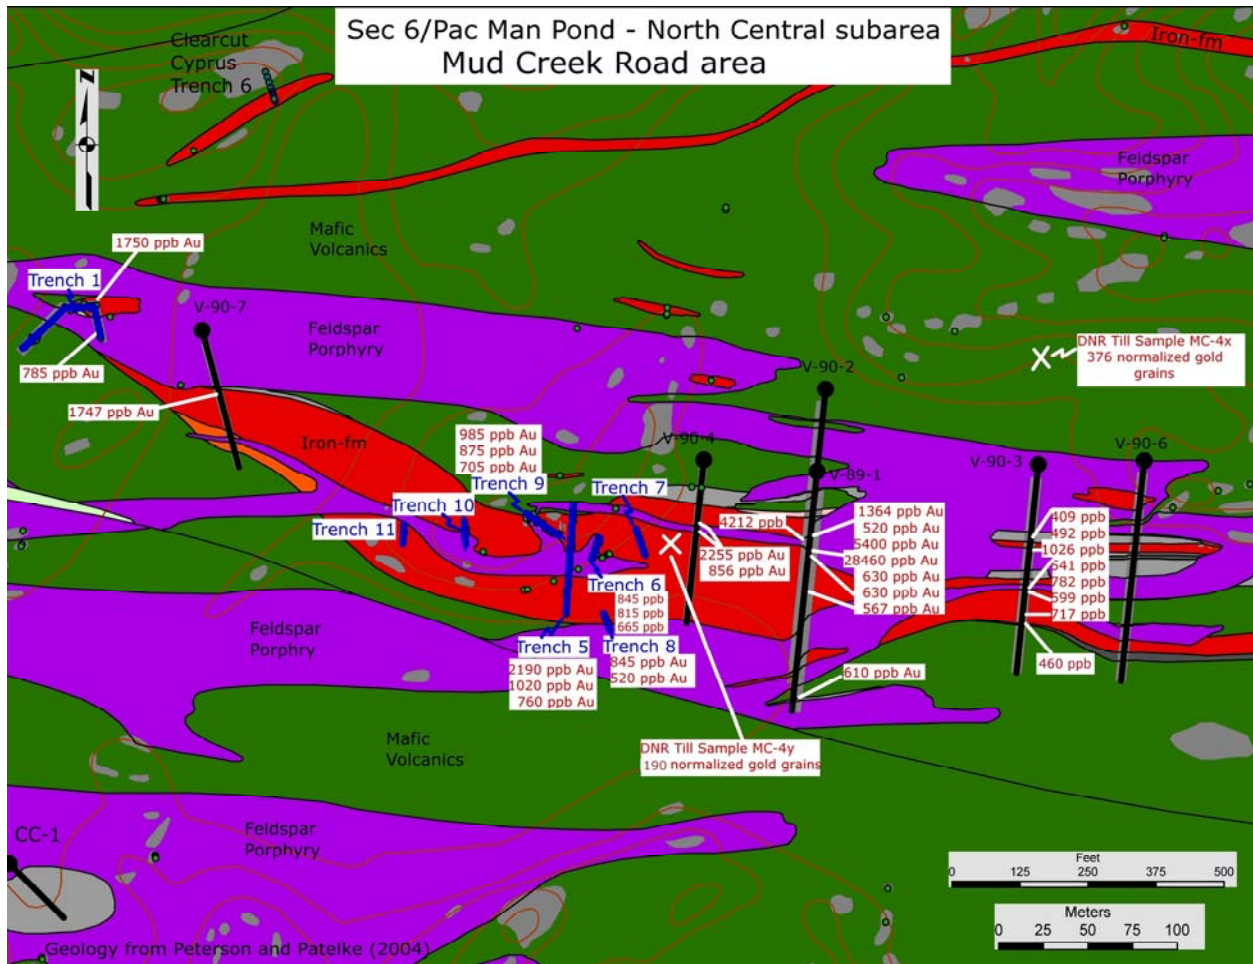 Sec 6/Pac Man Pond - North Central subarea
Mud Creek Road area
Clearcut
Cyprus
Trench 6
Iron-fm
N
Feldspar
Porphyry
Mafic
Volcanics
1750 ppb Au
Trench 1
V-90-7
785 ppb Au
Feldspar
Porphyry
DNR Till Sample MC-4x
376 normalized gold
grains
V-90-2
1747 ppb Au
Iron-fm
985 ppb Au
875 ppb Au
705 ppb Au
V-90-4
V-90-3
V-90-6
V-89-1
Trench 9
Trench 7
Trench 10
Trench 11
4212 ppb
1364 ppb Au
520 ppb Au
5400 ppb Au
28460 ppb Au
630 ppb Au
630 ppb Au
567 ppb Au
409 ppb
492 ppb
1026 ppb
541 ppb
782 ppb
599 ppb
717 ppb
460 ppb
2255 ppb Au
856 ppb Au
Trench 6
845 ppb
815 ppb
665 ppb
Feldspar
Porphry
Trench 5
2190 ppb Au
1020 ppb Au
760 ppb Au
Trench 8
845 ppb Au
520 ppb Au
610 ppb Au
Mafic
Volcanics
DNR Till Sample MC-4y
190 normalized gold grains
CC-1
Feldspar
Porphyry
Feet
0 125 250 375 500
Meters
0 25 50 75 100
Geology from Peterson and Patelke (2004)